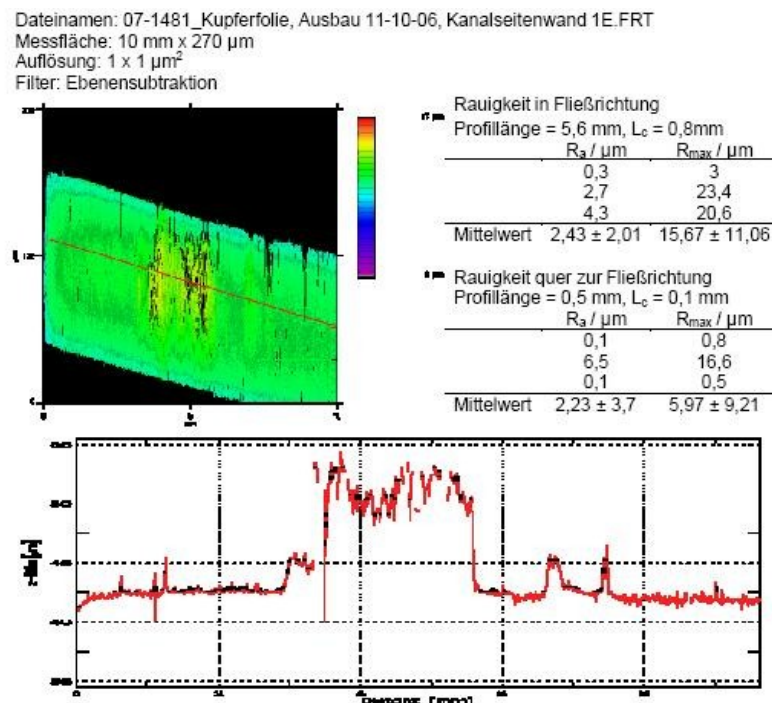 Dateinamen: 07-1481_Kupferfolie, Ausbau 11-10-06, Kanalseitenwand 1E.FRT
Messfläche: 10 mm x 270 µm
Auflösung: 1 x 1 µm²
Filter: Ebenensubtraktion
Rauigkeit in Fließrichtung
Profillänge = 5,6 mm, Lc = 0,8mm
Ra / µm Rmax / µm
0,3 3
2,7 23,4
4,3 20,6
Mittelwert 2,43 ± 2,01 15,67 ± 11,06
Rauigkeit quer zur Fließrichtung
Profillänge = 0,5 mm, Lc = 0,1 mm
Ra / µm Rmax / µm
0,1 0,8
6,5 16,6
0,1 0,5
Mittelwert 2,23 ± 3,7 5,97 ± 9,21